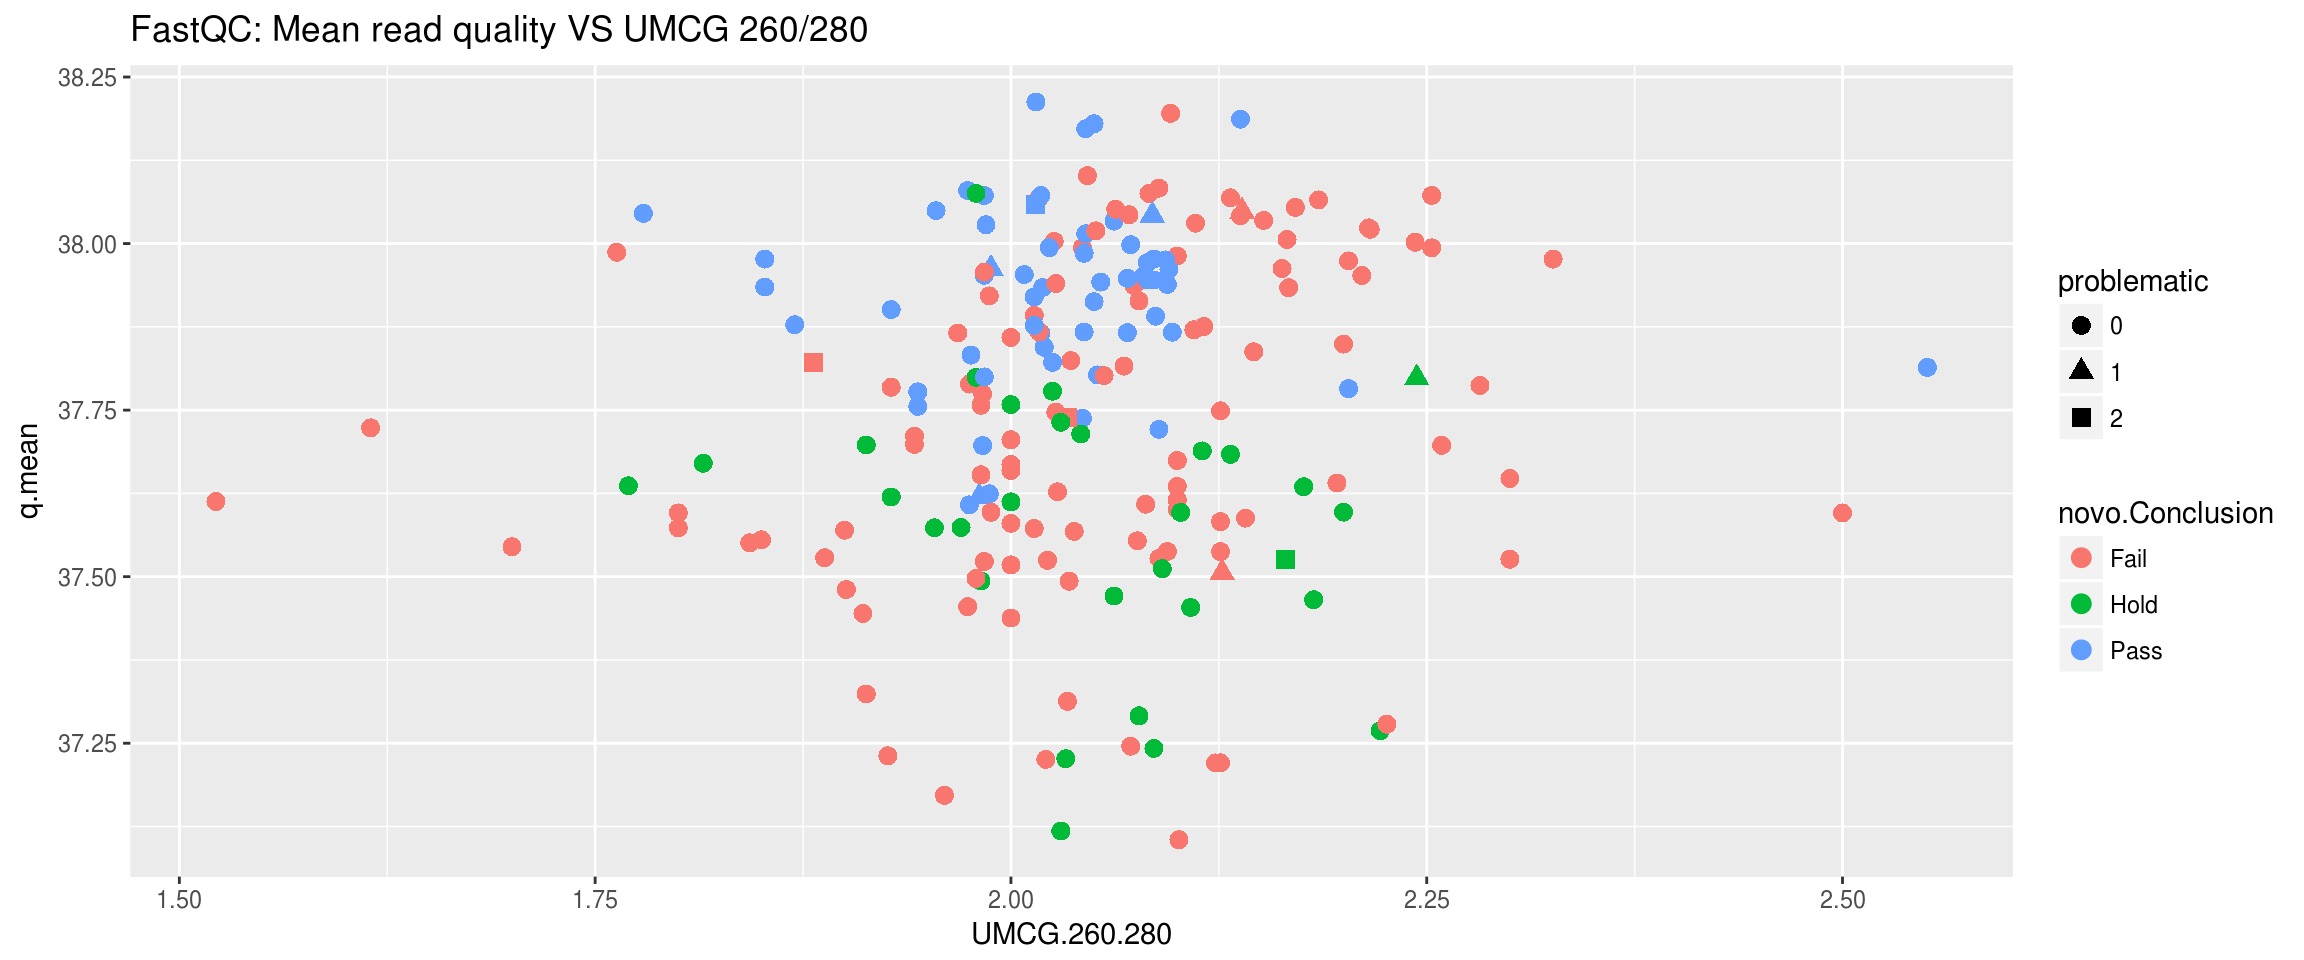 FastQC: Mean read quality VS UMCG 260/280
38.25
38.00
37.75
37.50
37.25
q.mean
1.50 1.75 2.00 2.25 2.50
UMCG.260.280
problematic
0
1
2
novo.Conclusion
Fail
Hold
Pass